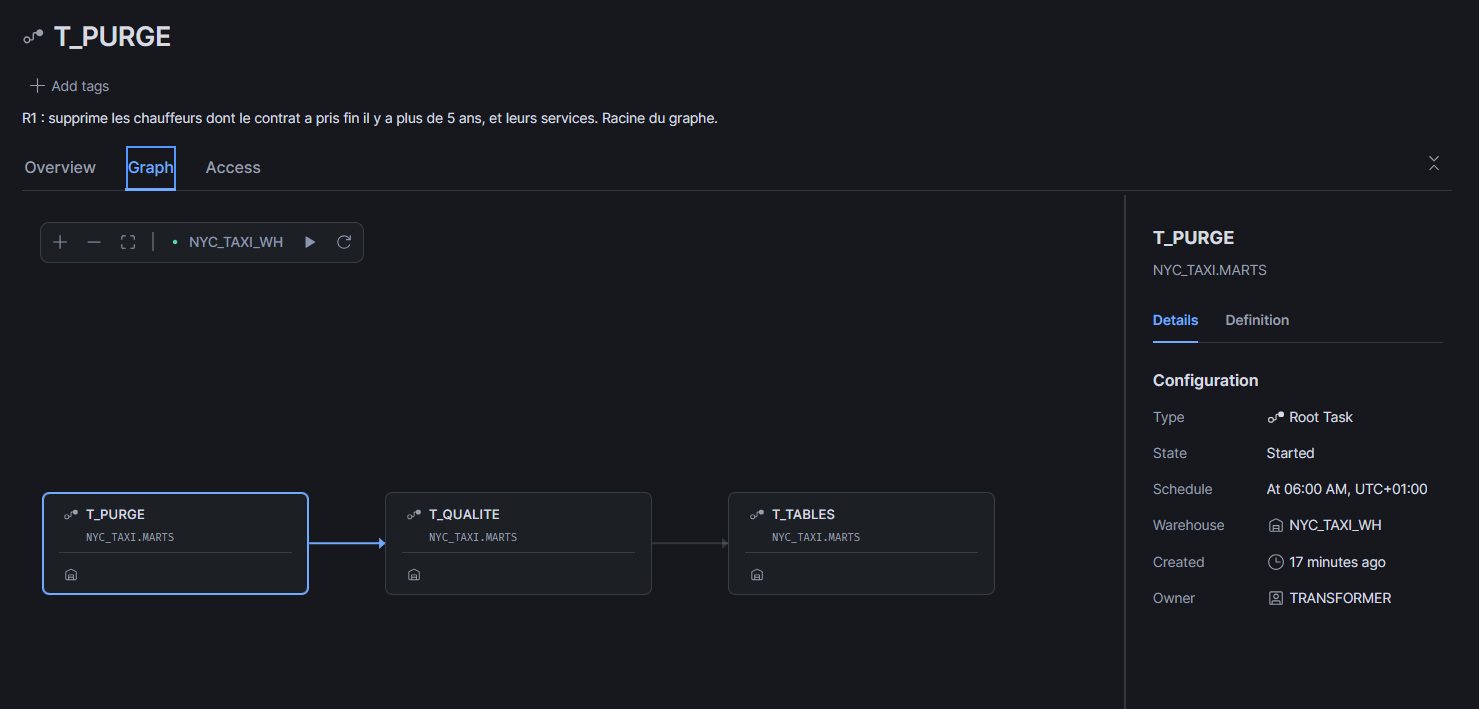 T_PURGE
Add tags
R1 : supprime les chauffeurs dont le contrat a pris fin il y a plus de 5 ans, et leurs services. Racine du graphe.
Overview Graph Access
NYC_TAXI_WH
T_PURGE
NYC_TAXI.MARTS
T_QUALITE
NYC_TAXI.MARTS
T_TABLES
NYC_TAXI.MARTS
T_PURGE
NYC_TAXI.MARTS
Details Definition
Configuration
Type Root Task
State Started
Schedule At 06:00 AM, UTC+01:00
Warehouse NYC_TAXI_WH
Created 17 minutes ago
Owner TRANSFORMER